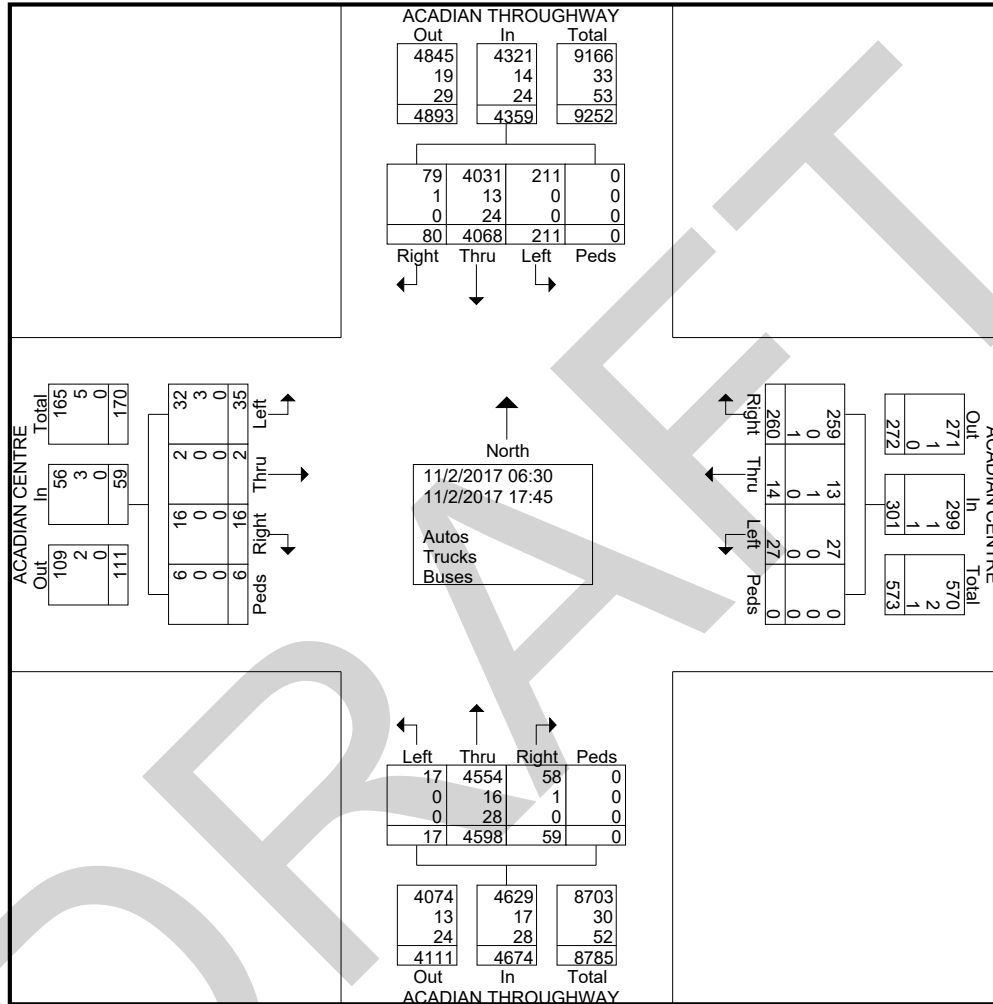 ACADIAN THROUGHWAY
Out In Total
4845 4321 9166
19 14 33
29 24 53
4893 4359 9252
79 4031 211 0
1 13 0 0
0 24 0 0
80 4068 211 0
Right Thru Left Peds
ACADIAN CENTRE
Total In Out
165 5 0 170
56 3 0 59
109 2 0 111
32 3 0 35 Left
2 0 0 2 Thru
16 0 0 16 Right
6 0 0 6 Peds
North
11/2/2017 06:30
11/2/2017 17:45
Autos
Trucks
Buses
Right 260 1 0 259
Thru 14 0 1 13
Left 27 0 0 27
Peds 0 0 0 0
ACADIAN CENTRE
Out In Total
272 0 1 271
301 1 1 299
573 1 2 570
Left Thru Right Peds
17 4554 58 0
0 16 1 0
0 28 0 0
17 4598 59 0
4074 4629 8703
13 17 30
24 28 52
4111 4674 8785
Out In Total
ACADIAN THROUGHWAY
DRAFT